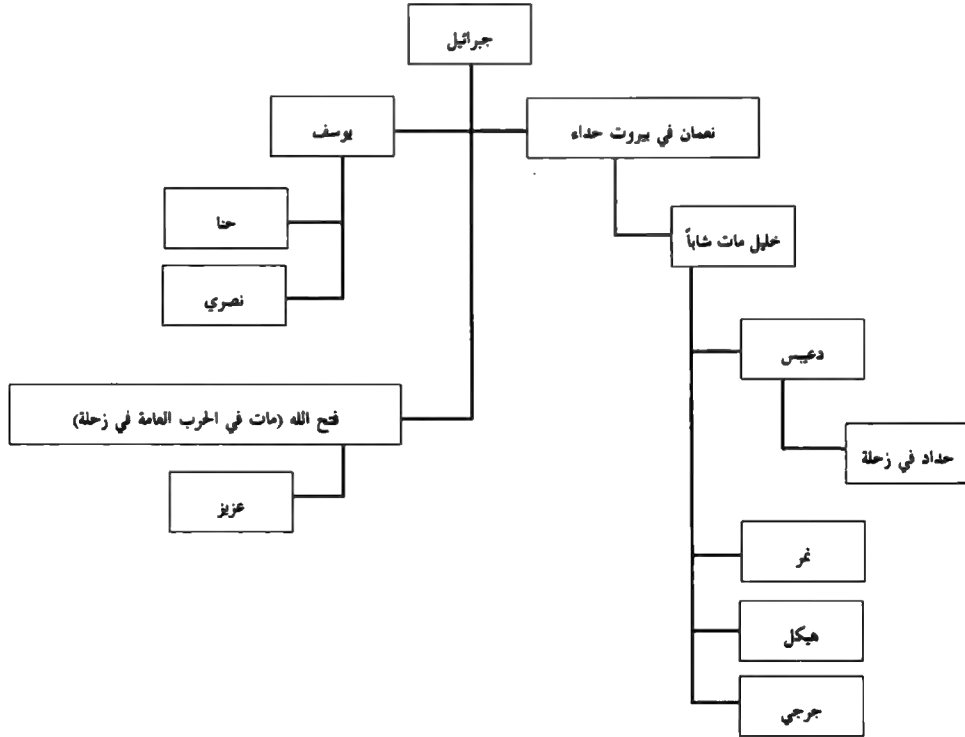 جبرائيل
نعمان في بيروت حداء
يوسف
حنا
خليل مات شاباً
نصري
دعيبس
فتح الله (مات في الحرب العامة في زحلة)
حداد في زحلة
عزيز
نمر
هيكل
جرجي